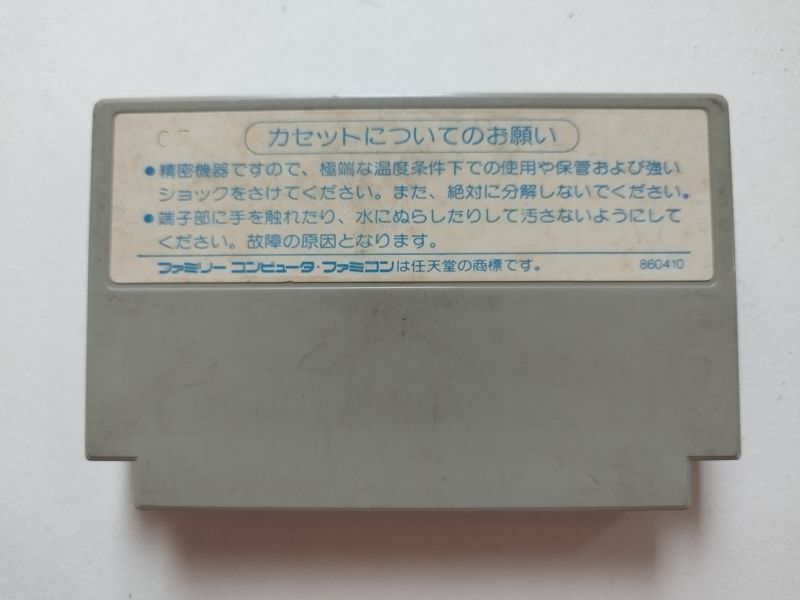 カセットについてのお願い
●精密機器ですので、極端な温度条件下での使用や保管および強い
ショックをさけてください。また、絶対に分解しないでください。
●端子部に手を触れたり、水にぬらしたりして汚さないようにして
ください。故障の原因となります。
ファミリー コンピュータ・ファミコンは任天堂の商標です。 860410